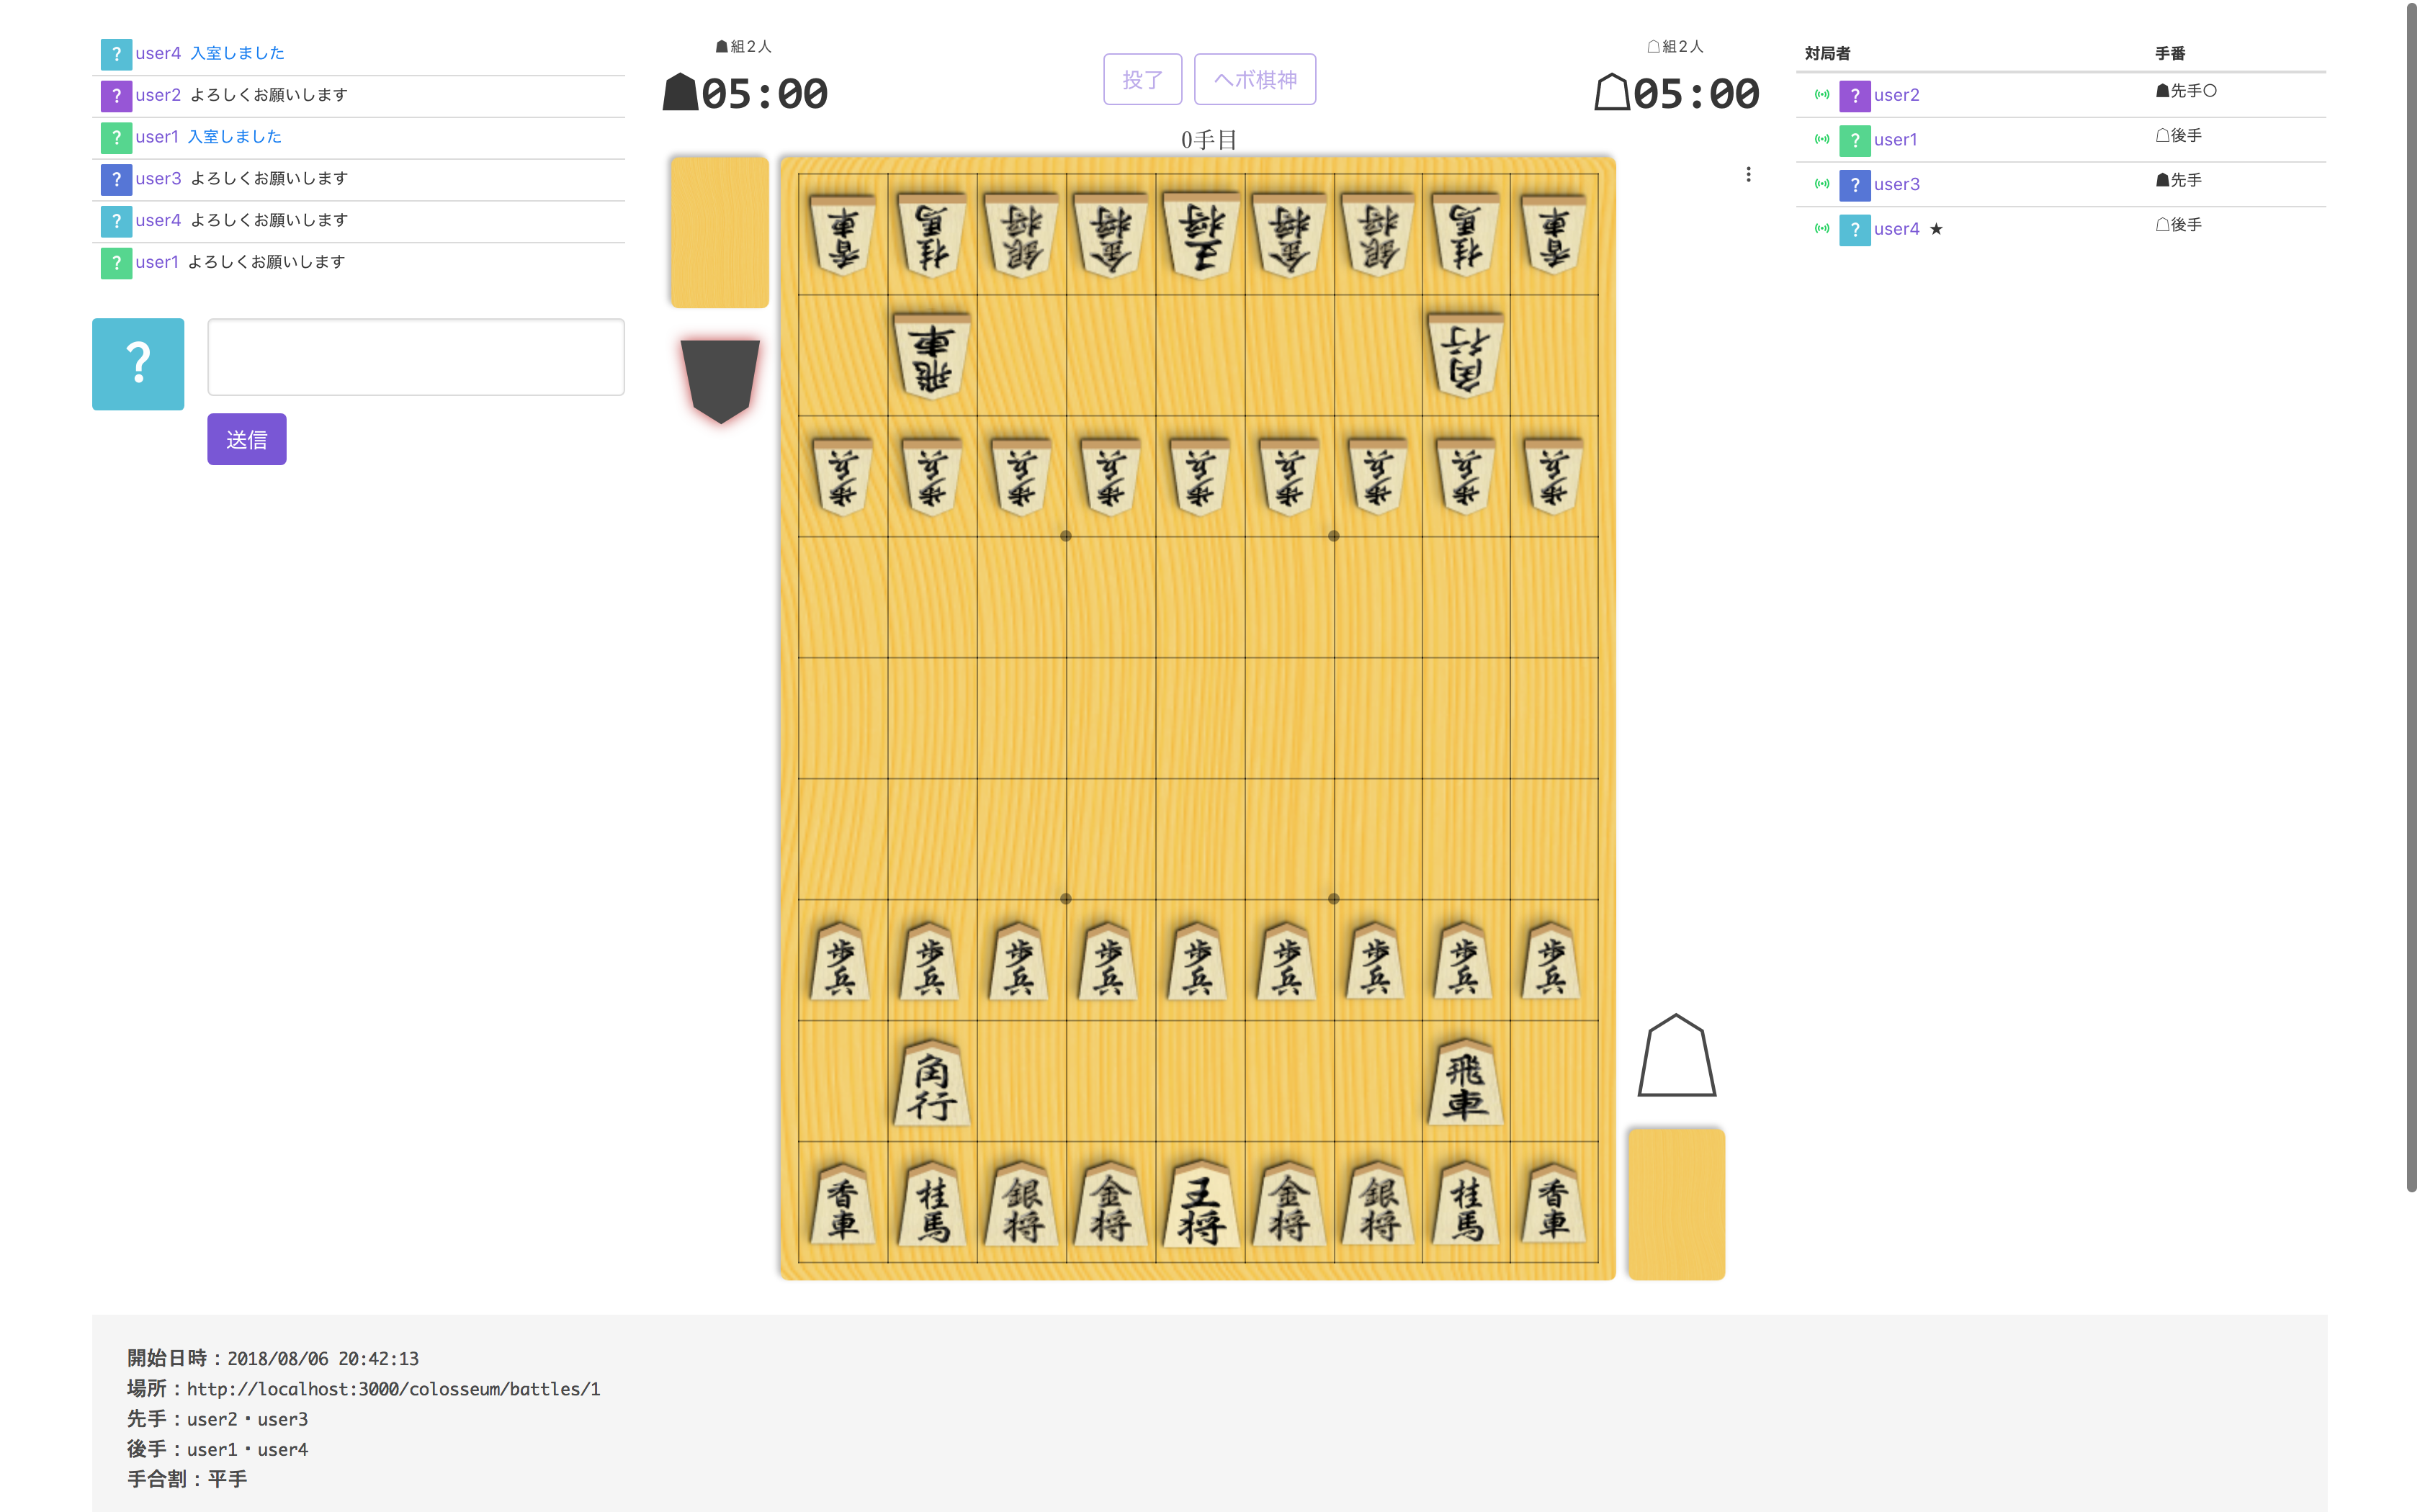 ? user4 入室しました
? user2 よろしくお願いします
? user1 入室しました
? user3 よろしくお願いします
? user4 よろしくお願いします
? user1 よろしくお願いします
?
送信
☗組2人
☗05:00
投了 ヘボ棋神
☖組2人
☖05:00
0手目
香車 桂馬 銀将 金将 王将 金将 銀将 桂馬 香車
飛車 角行
歩兵 歩兵 歩兵 歩兵 歩兵 歩兵 歩兵 歩兵 歩兵
歩兵 歩兵 歩兵 歩兵 歩兵 歩兵 歩兵 歩兵 歩兵
角行 飛車
香車 桂馬 銀将 金将 王将 金将 銀将 桂馬 香車
対局者 手番
? user2 ☗先手○
? user1 ☖後手
? user3 ☗先手
? user4 ★ ☖後手
開始日時：2018/08/06 20:42:13
場所：http://localhost:3000/colosseum/battles/1
先手：user2・user3
後手：user1・user4
手合割：平手